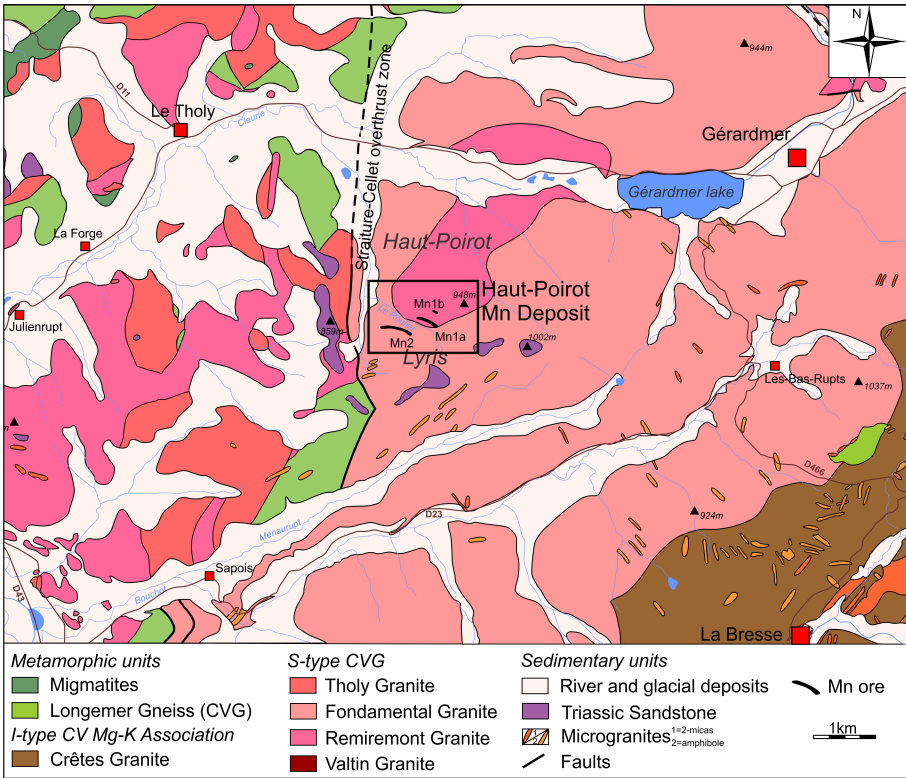 N
944m
D11
Le Tholy
Cleurie
Straiture-Cellet overthrust zone
Gérardmer
Gérardmer lake
La Forge
Haut-Poirot
Julienrupt
859m
948m
Mn1b
Haut-Poirot
Mn Deposit
Mn2
Mn1a
Lyris
1002m
Les-Bas-Rupts
1037m
m
D466
Menaurupt
D23
924m
Sapois
Bouchot
D43
La Bresse
Metamorphic units
Migmatites
Longemer Gneiss (CVG)
I-type CV Mg-K Association
Crêtes Granite
S-type CVG
Tholy Granite
Fondamental Granite
Remiremont Granite
Valtin Granite
Sedimentary units
River and glacial deposits
Triassic Sandstone
Microgranites 1=2-micas
2=amphibole
Faults
Mn ore
1km